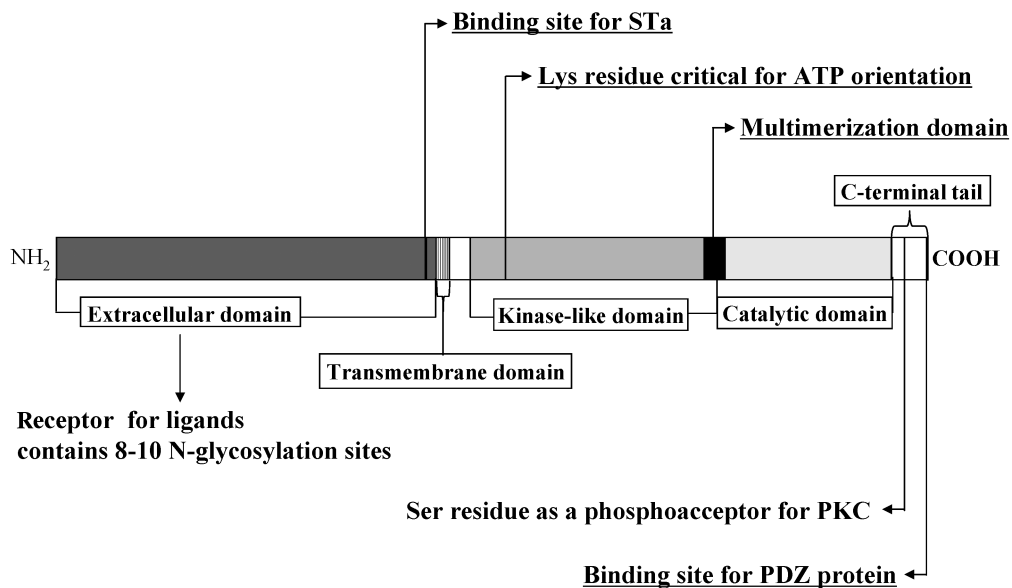 Binding site for STa
Lys residue critical for ATP orientation
Multimerization domain
C-terminal tail
NH2
COOH
Extracellular domain
Kinase-like domain
Catalytic domain
Transmembrane domain
Receptor for ligands
contains 8-10 N-glycosylation sites
Ser residue as a phosphoacceptor for PKC
Binding site for PDZ protein